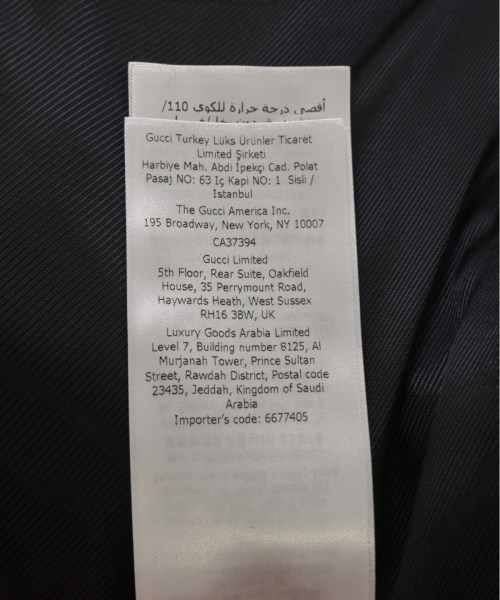 أقصى درجة حرارة للكوي 110/
Gucci Turkey Lüks Ürünler Ticaret
Limited Şirketi
Harbiye Mah. Abdi İpekçi Cad. Polat
Pasaj NO: 63 İç Kapi NO: 1 Sisli /
Istanbul
The Gucci America Inc.
195 Broadway, New York, NY 10007
CA37394
Gucci Limited
5th Floor, Rear Suite, Oakfield
House, 35 Perrymount Road,
Haywards Heath, West Sussex
RH16 3BW, UK
Luxury Goods Arabia Limited
Level 7, Building number 8125, Al
Murjanah Tower, Prince Sultan
Street, Rawdah District, Postal code
23435, Jeddah, Kingdom of Saudi
Arabia
Importer's code: 6677405